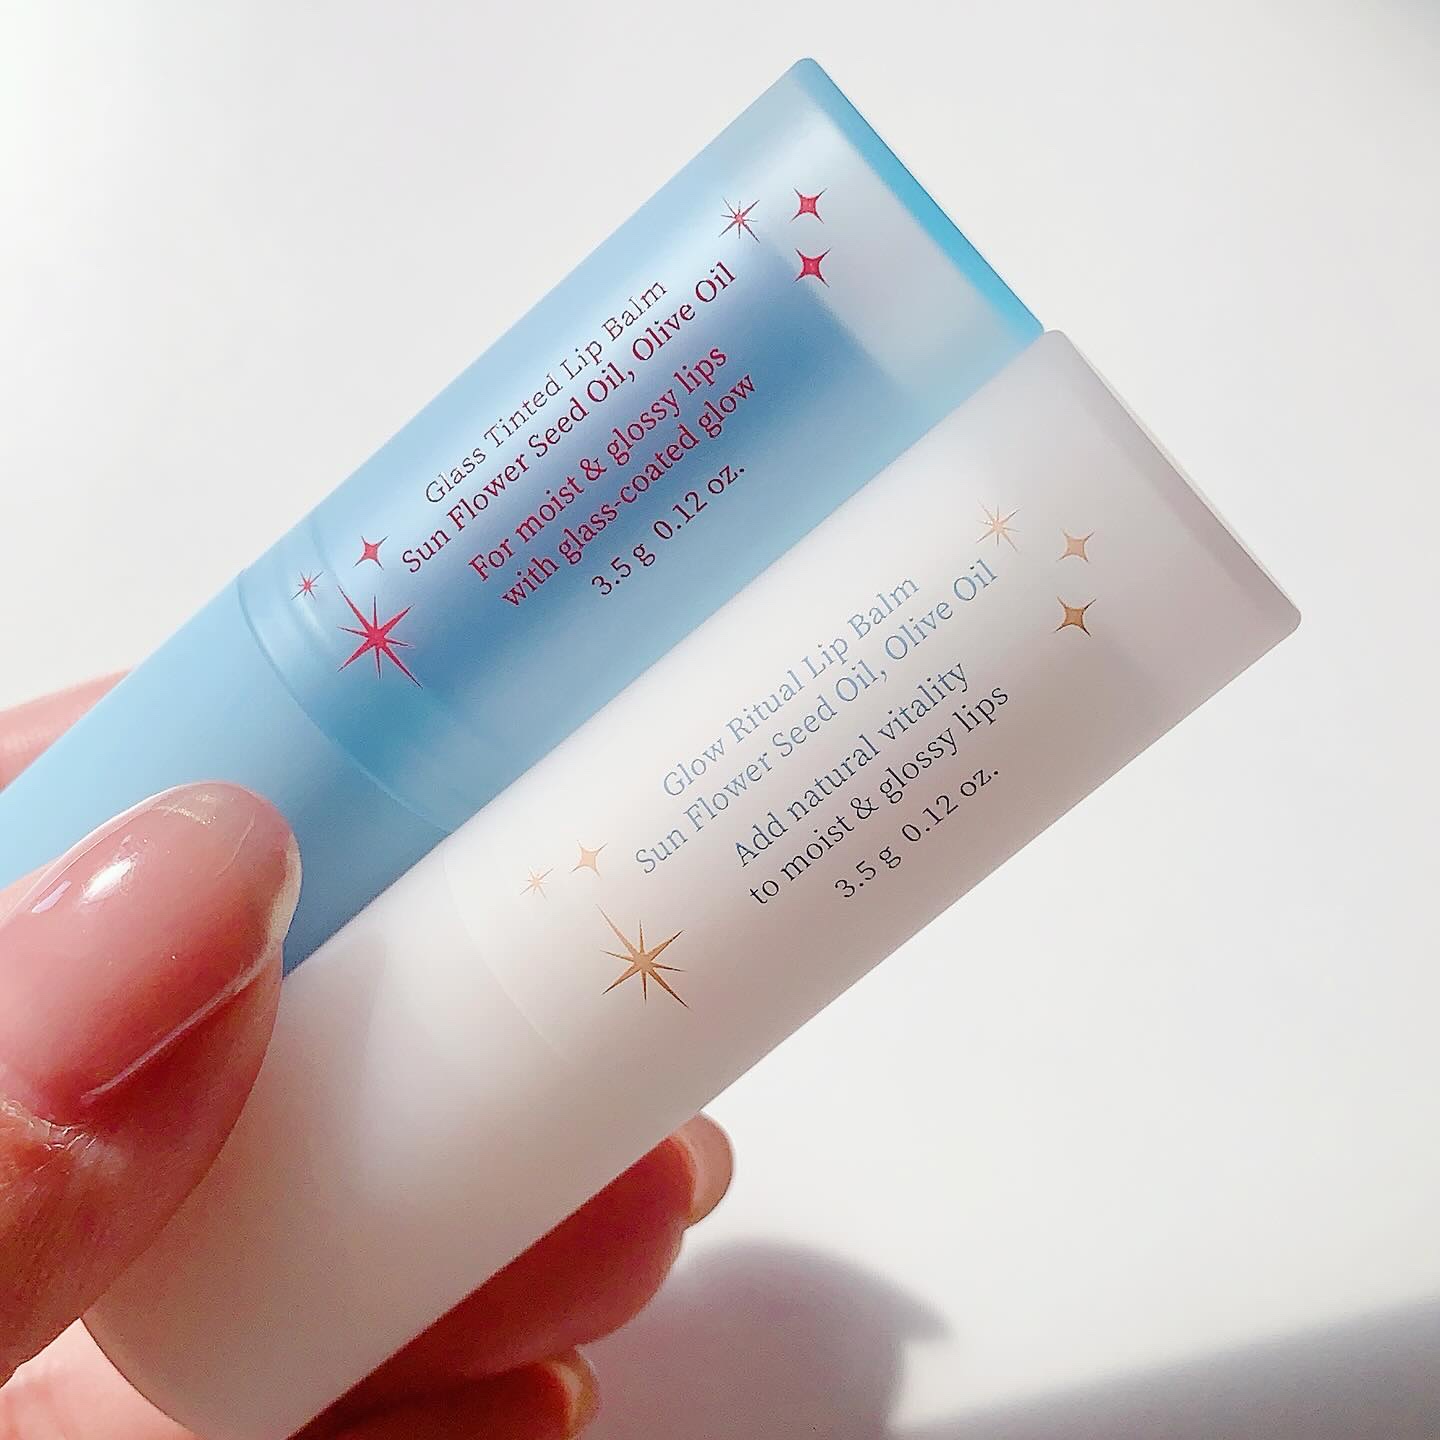 Glass Tinted Lip Balm
Sun Flower Seed Oil, Olive Oil
For moist & glossy lips
with glass-coated glow
3.5 g 0.12 oz.
Glow Ritual Lip Balm
Sun Flower Seed Oil, Olive Oil
Add natural vitality
to moist & glossy lips
3.5 g 0.12 oz.